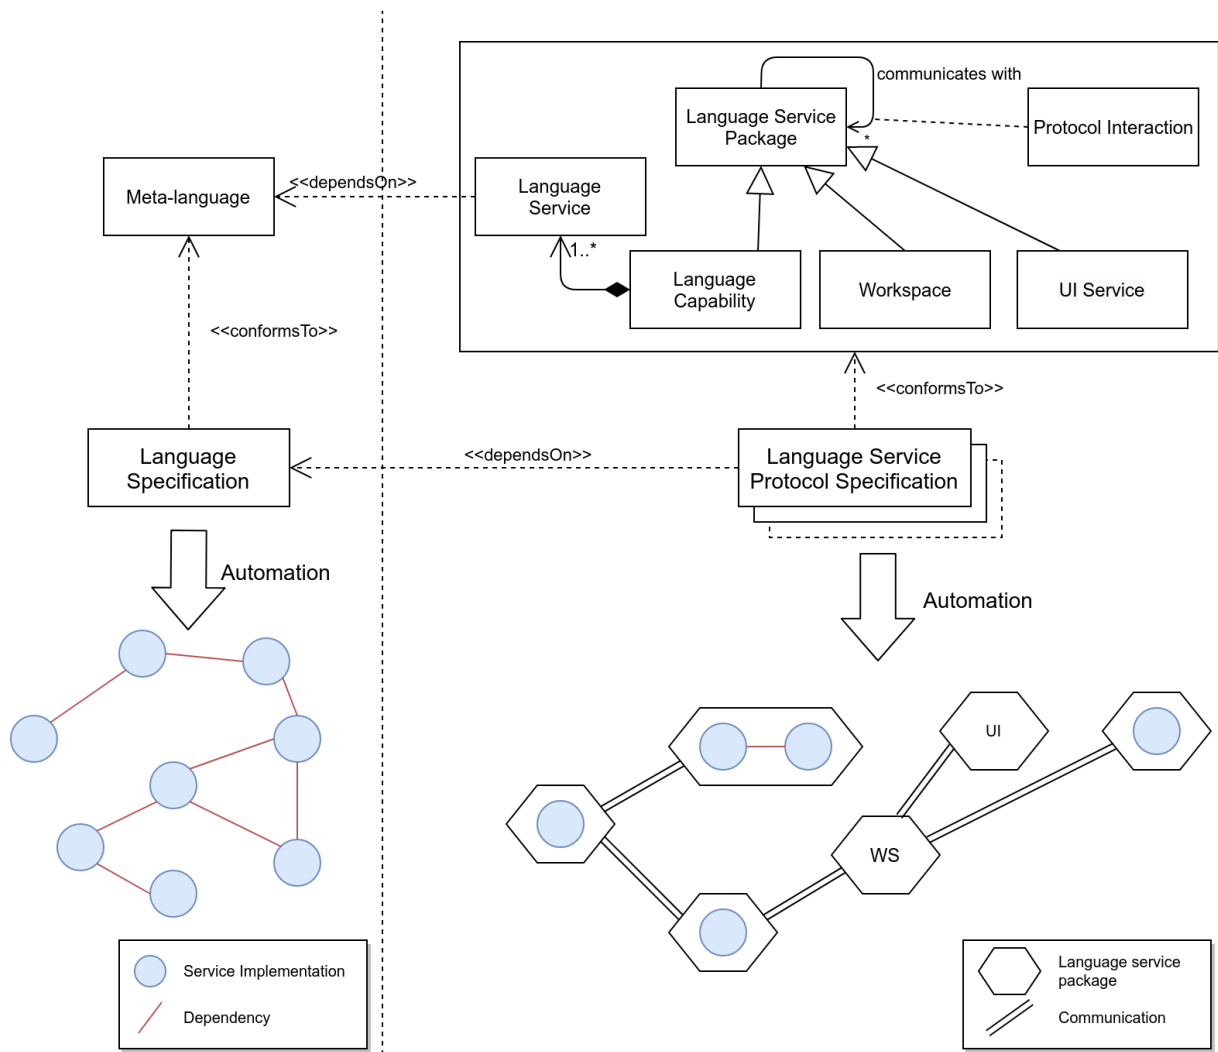 communicates with
Language Service
Package
*
Protocol Interaction
Meta-language
<<dependsOn>>
Language
Service
1..*
Language
Capability
Workspace
UI Service
<<conformsTo>>
<<conformsTo>>
Language
Specification
<<dependsOn>>
Language Service
Protocol Specification
Automation
Automation
UI
WS
Service Implementation
Dependency
Language service
package
Communication